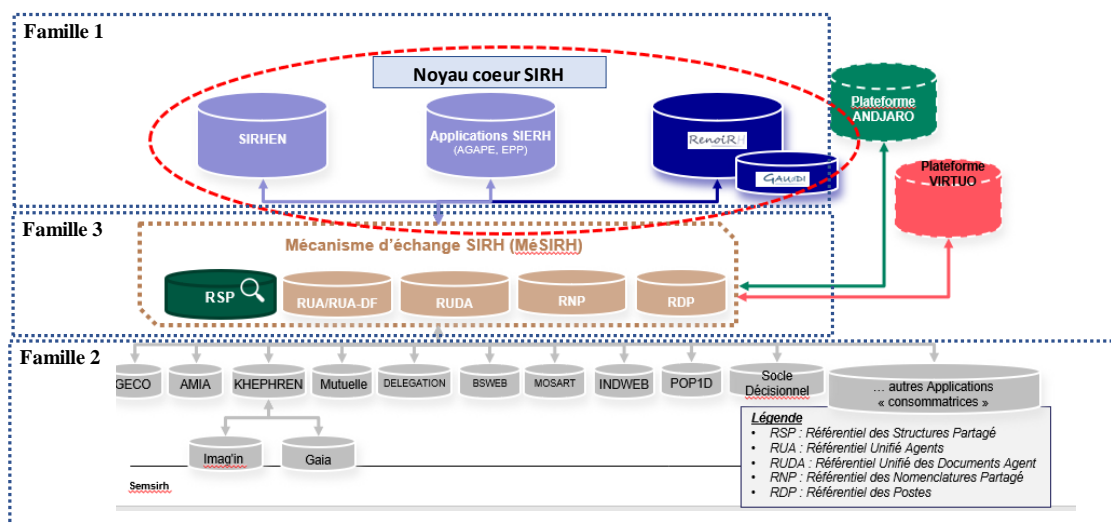 Famille 1
Noyau coeur SIRH
SIRHEN
Applications SIERH
(AGAPE, EPP)
RenoiRH
GAUdDI
Plateforme
ANDJARO
Plateforme
VIRTUO
Famille 3
Mécanisme d'échange SIRH (MéSIRH)
RSP
RUA/RUA-DF
RUDA
RNP
RDP
Famille 2
GECO
AMIA
KHEPHREN
Mutuelle
DELEGATION
BSWEB
MOSART
INDWEB
POP1D
Socle
Décisionnel
... autres Applications
« consommatrices »
Imag'in
Gaia
Semsirh
Légende
• RSP : Référentiel des Structures Partagé
• RUA : Référentiel Unifié Agents
• RUDA : Référentiel Unifié des Documents Agent
• RNP : Référentiel des Nomenclatures Partagé
• RDP : Référentiel des Postes